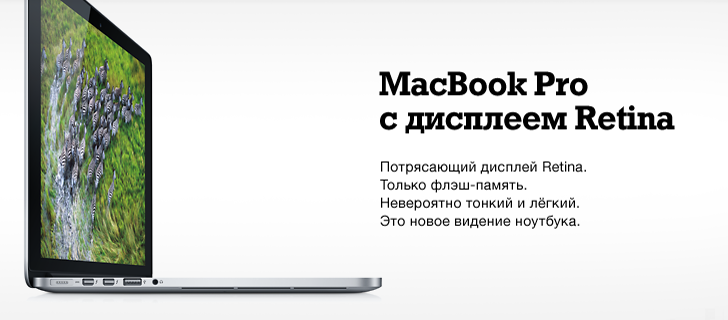 MacBook Pro
с дисплеем Retina
Потрясающий дисплей Retina.
Только флэш-память.
Невероятно тонкий и лёгкий.
Это новое видение ноутбука.